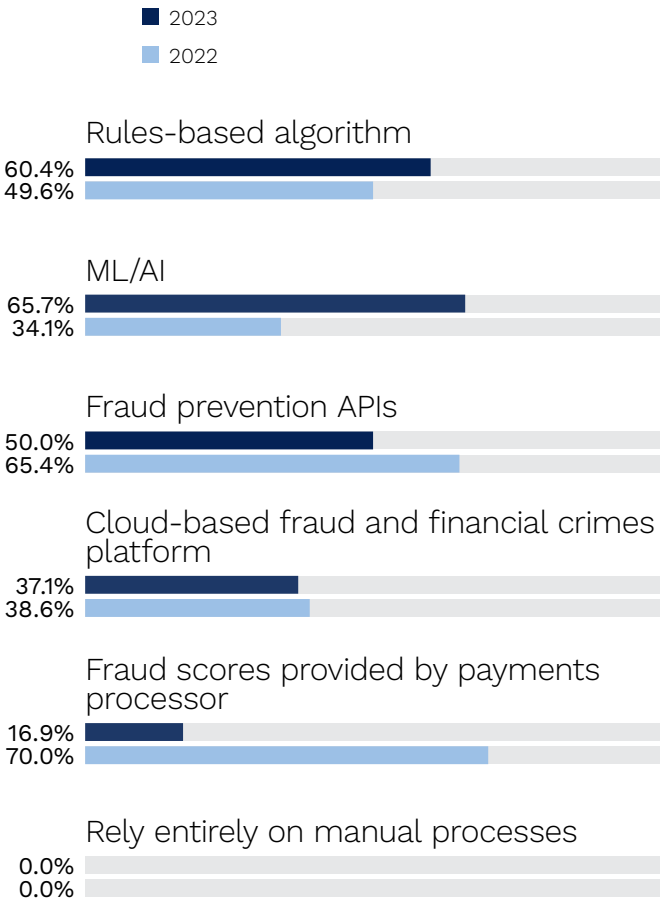 2023
2022
Rules-based algorithm
60.4%
49.6%
ML/AI
65.7%
34.1%
Fraud prevention APIs
50.0%
65.4%
Cloud-based fraud and financial crimes
platform
37.1%
38.6%
Fraud scores provided by payments
processor
16.9%
70.0%
Rely entirely on manual processes
0.0%
0.0%